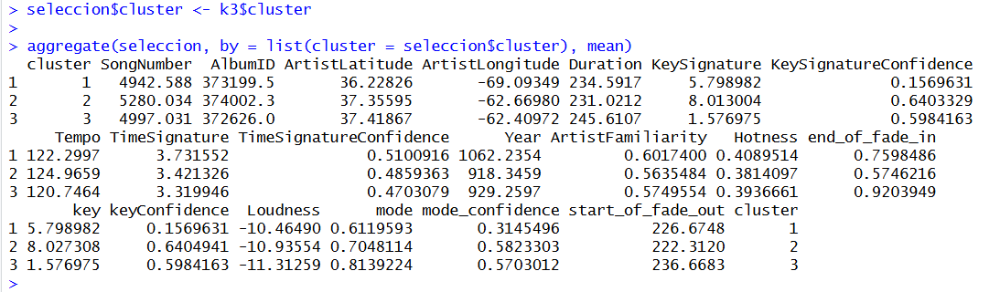 > seleccion$cluster <- k3$cluster
>
> aggregate(seleccion, by = list(cluster = seleccion$cluster), mean)
  cluster SongNumber  AlbumID ArtistLatitude ArtistLongitude Duration KeySignature KeySignatureConfidence
1       1   4942.588 373199.5       36.22826       -69.09349 234.5917     5.798982              0.1569631
2       2   5280.034 374002.3       37.35595       -62.66980 231.0212     8.013004              0.6403329
3       3   4997.031 372626.0       37.41867       -62.40972 245.6107     1.576975              0.5984163
     Tempo TimeSignature TimeSignatureConfidence      Year ArtistFamiliarity   Hotness end_of_fade_in
1 122.2997      3.731552               0.5100916 1062.2354         0.6017400 0.4089514      0.7598486
2 124.9659      3.421326               0.4859363  918.3459         0.5635484 0.3814097      0.5746216
3 120.7464      3.319946               0.4703079  929.2597         0.5749554 0.3936661      0.9203949
       key keyConfidence  Loudness      mode mode_confidence start_of_fade_out cluster
1 5.798982     0.1569631 -10.46490 0.6119593       0.3145496          226.6748       1
2 8.027308     0.6404941 -10.93554 0.7048114       0.5823303          222.3120       2
3 1.576975     0.5984163 -11.31259 0.8139224       0.5703012          236.6683       3
>